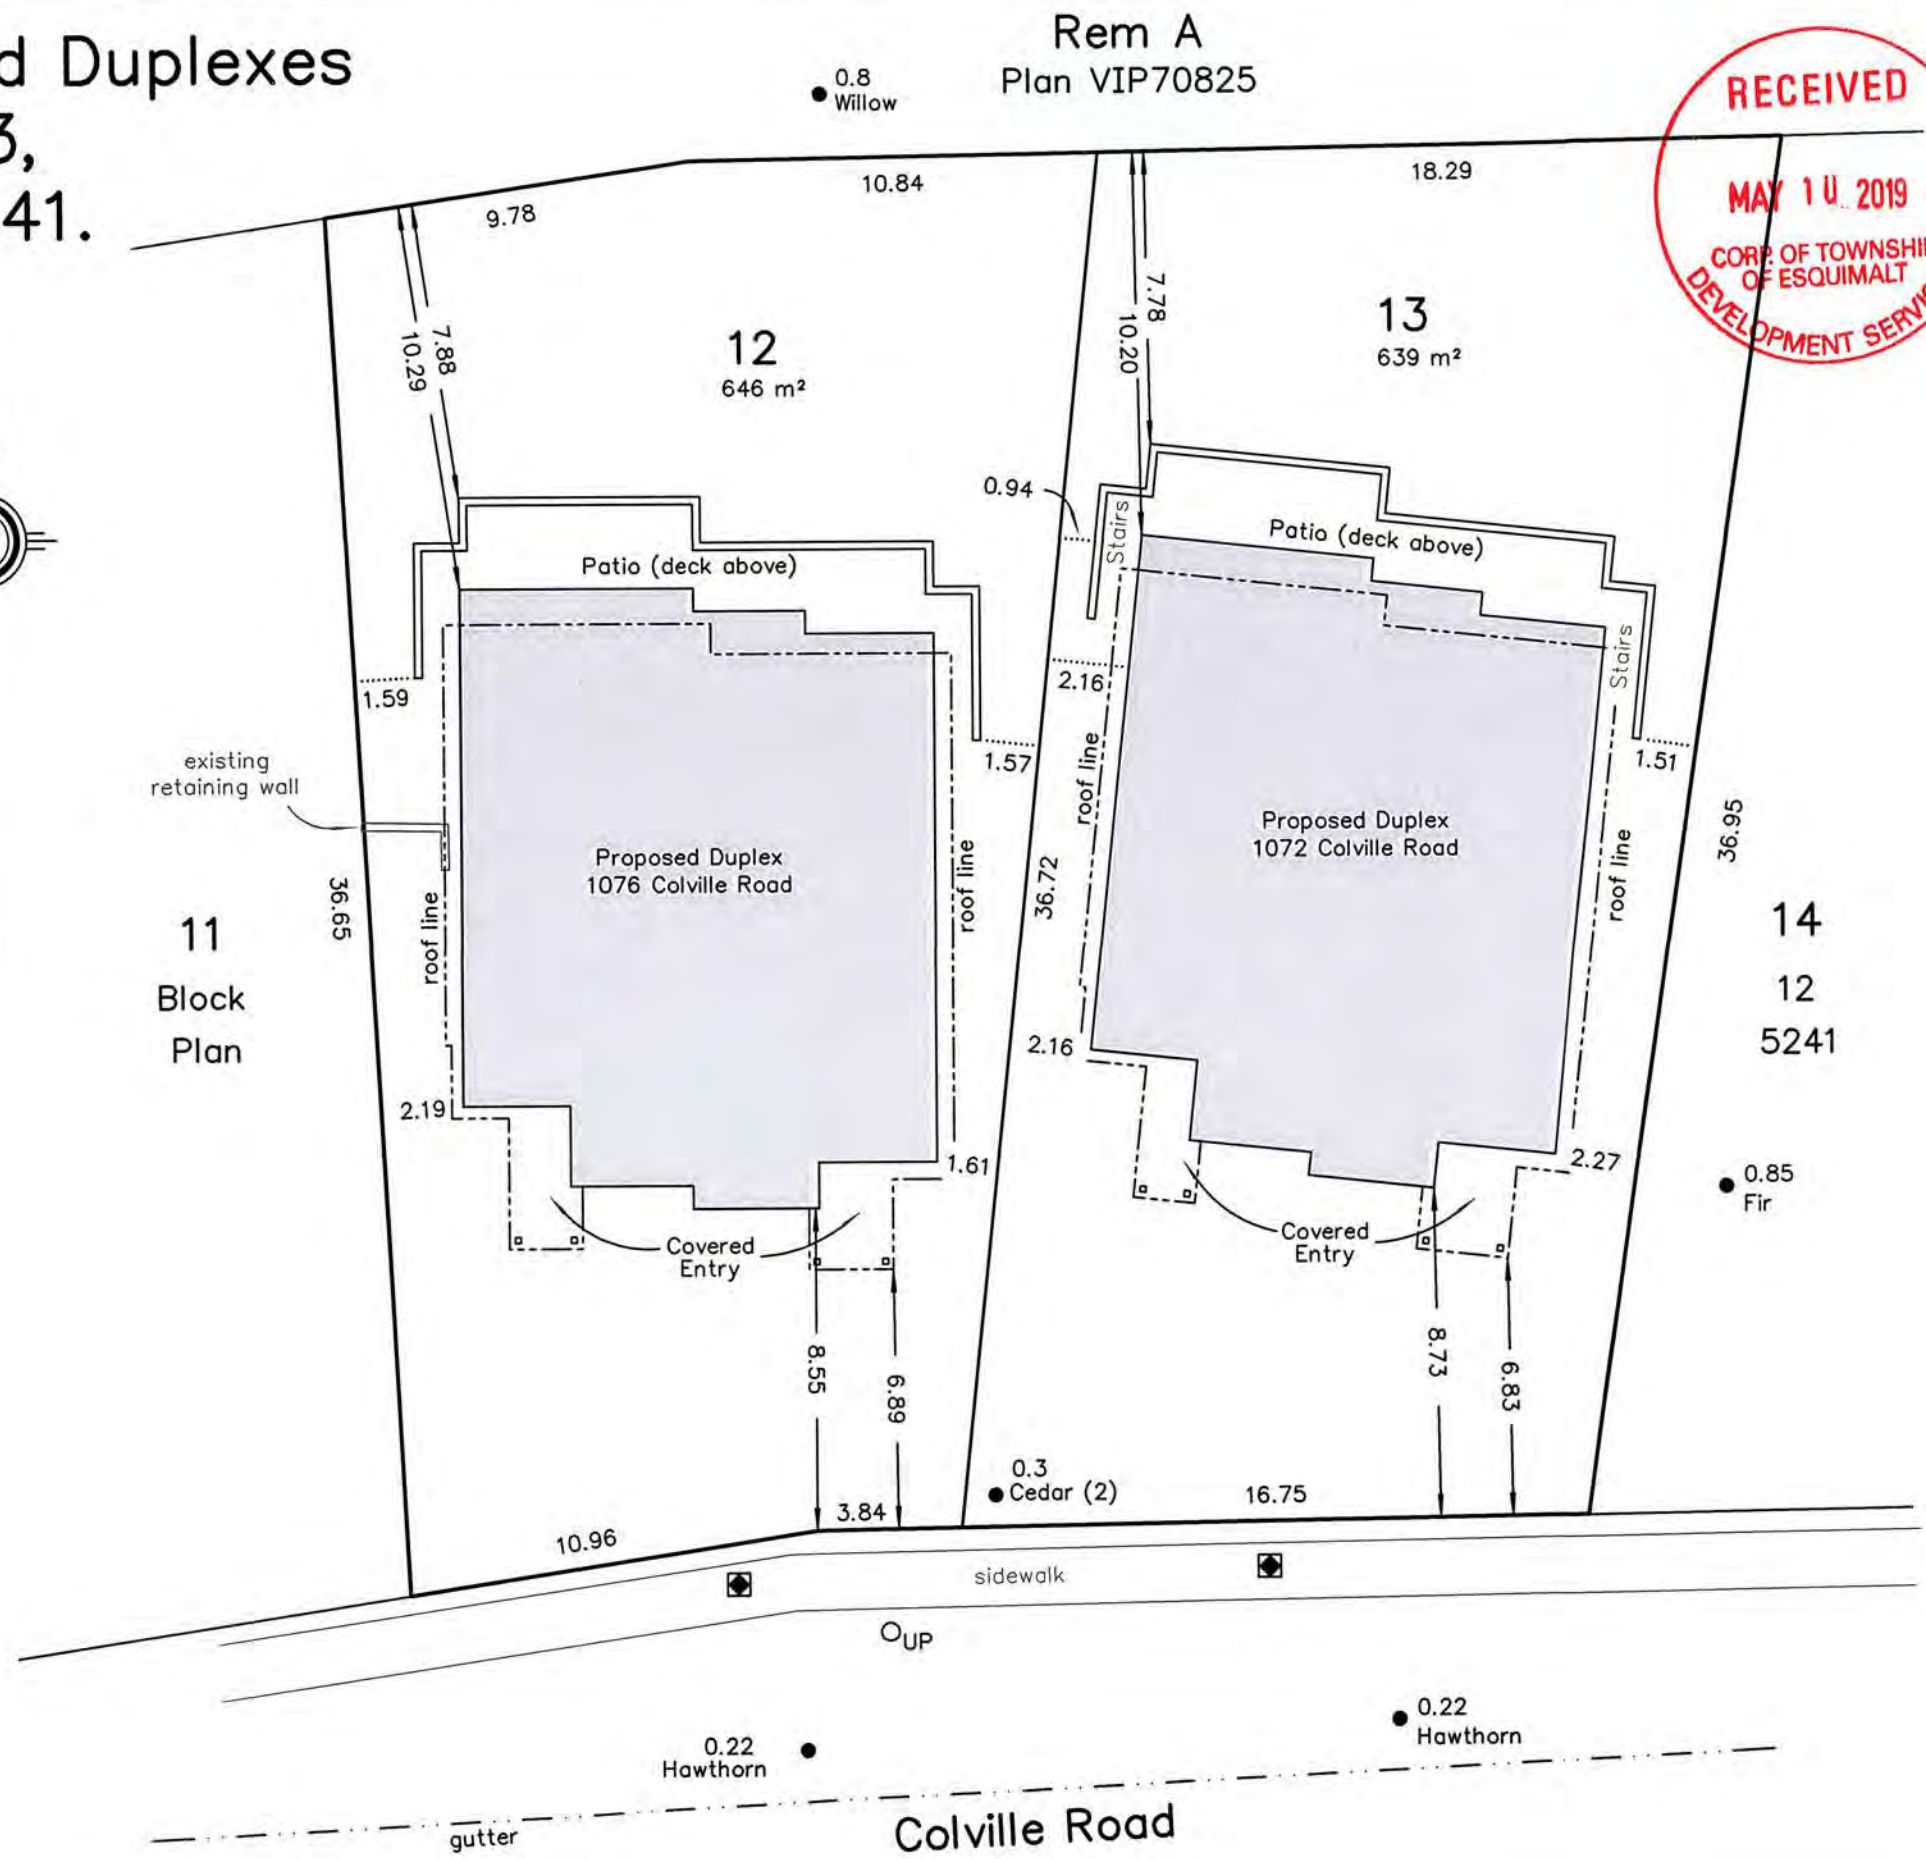 d Duplexes
3,
41.
Rem A
Plan VIP70825
0.8
Willow
RECEIVED
MAY 10 2019
CORP. OF TOWNSHIP
OF ESQUIMALT
DEVELOPMENT
9.78
10.84
18.29
7.88
10.29
7.78
10.20
12
646 m²
13
639 m²
0.94
Stairs
Patio (deck above)
Patio (deck above)
Stairs
1.59
1.57
2.16
1.51
existing
retaining wall
roof line
roof line
roof line
roof line
Proposed Duplex
1076 Colville Road
Proposed Duplex
1072 Colville Road
36.65
36.72
36.95
11
Block
Plan
14
12
5241
2.19
1.61
2.16
2.27
0.85
Fir
Covered
Entry
Covered
Entry
8.55
6.89
8.73
6.83
0.3
Cedar (2)
10.96
3.84
16.75
sidewalk
UP
0.22
Hawthorn
0.22
Hawthorn
gutter
Colville Road